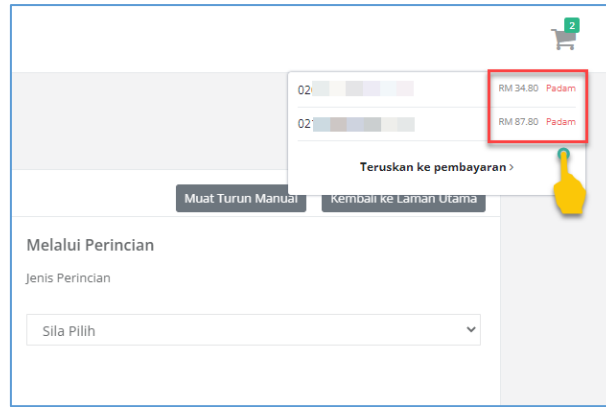 2
02
RM 34.80 Padam
02
RM 87.80 Padam
Teruskan ke pembayaran >
Muat Turun Manual
Kembali ke Laman Utama
Melalui Perincian
Jenis Perincian
Sila Pilih